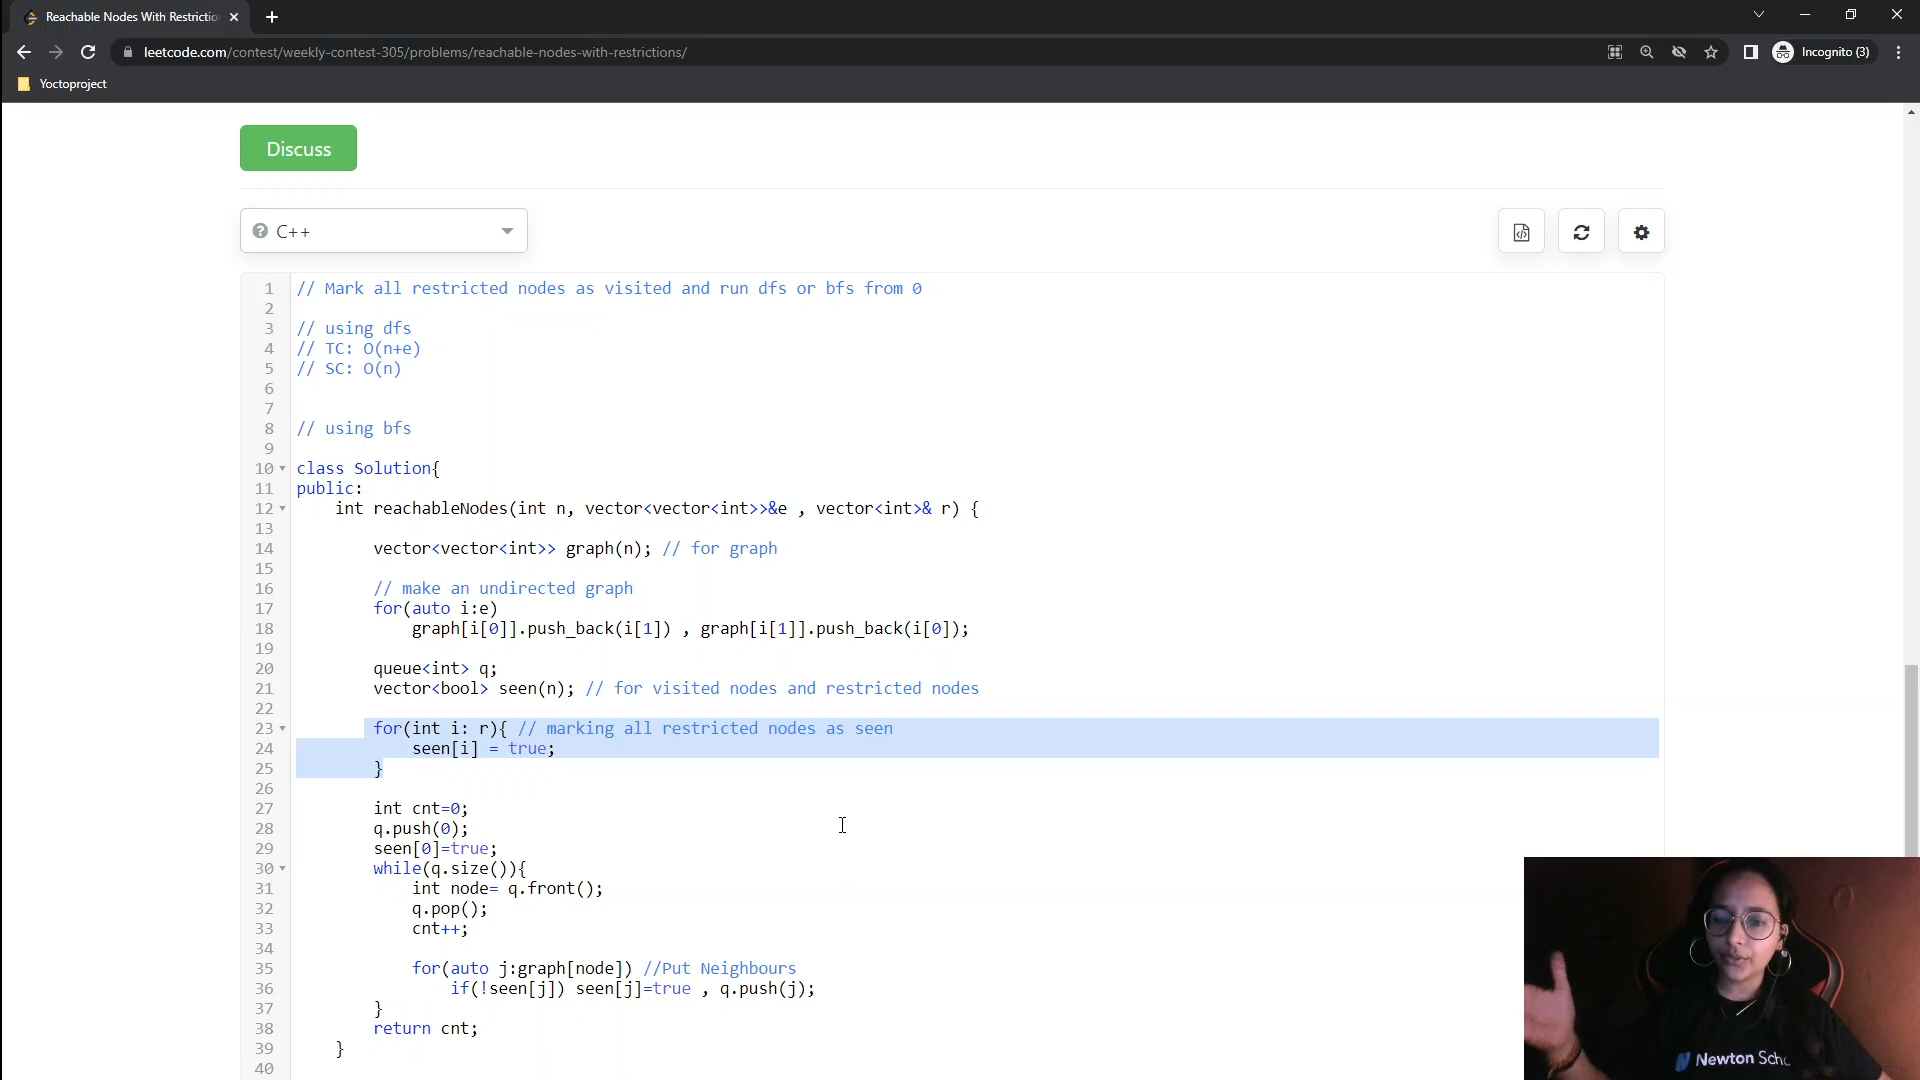 Reachable Nodes With Restrictio
leetcode.com/contest/weekly-contest-305/problems/reachable-nodes-with-restrictions/
Incognito (3)
Yoctoproject
Discuss
C++
1 // Mark all restricted nodes as visited and run dfs or bfs from 0
2
3 // using dfs
4 // TC: O(n+e)
5 // SC: O(n)
6
7
8 // using bfs
9
10 class Solution{
11 public:
12 int reachableNodes(int n, vector<vector<int>>&e , vector<int>& r) {
13
14 vector<vector<int>> graph(n); // for graph
15
16 // make an undirected graph
17 for(auto i:e)
18 graph[i[0]].push_back(i[1]) , graph[i[1]].push_back(i[0]);
19
20 queue<int> q;
21 vector<bool> seen(n); // for visited nodes and restricted nodes
22
23 for(int i: r){ // marking all restricted nodes as seen
24 seen[i] = true;
25 }
26
27 int cnt=0;
28 q.push(0);
29 seen[0]=true;
30 while(q.size()){
31 int node= q.front();
32 q.pop();
33 cnt++;
34
35 for(auto j:graph[node]) //Put Neighbours
36 if(!seen[j]) seen[j]=true , q.push(j);
37 }
38 return cnt;
39 }
40
Newton Scho